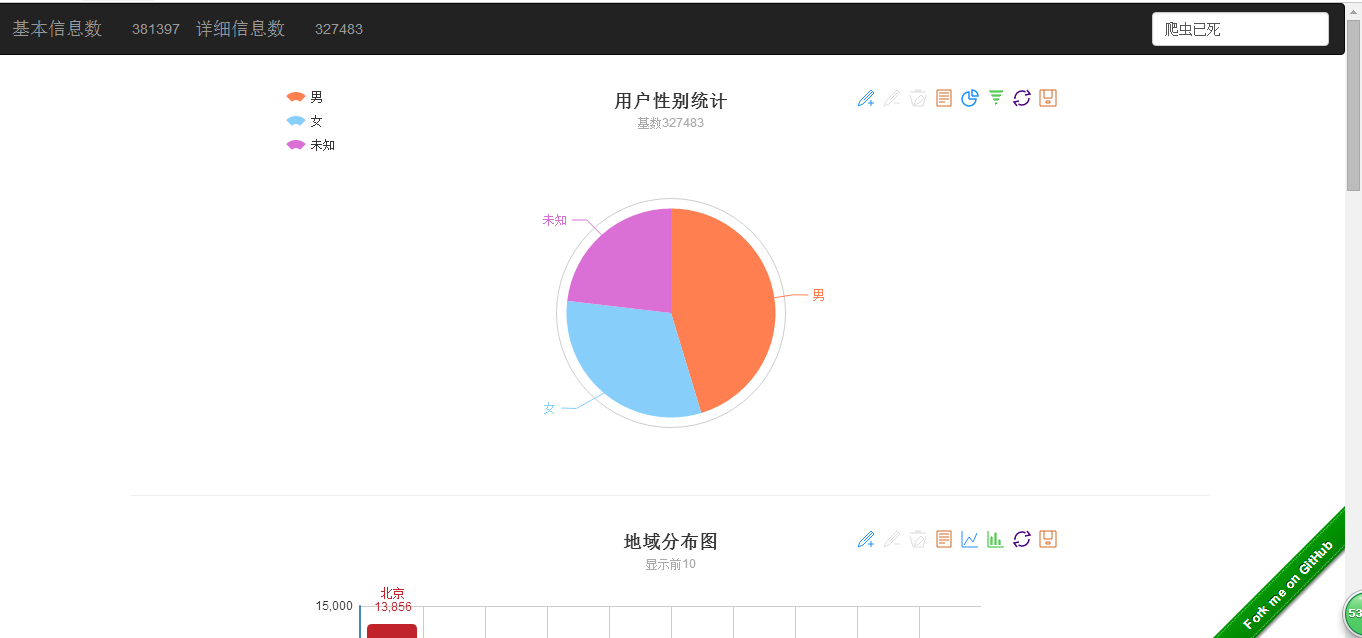 基本信息数 381397 详细信息数 327483 爬虫已死
男
女
未知
用户性别统计
基数327483
未知
男
女
地域分布图
显示前10
北京
13,856
15,000
Fork me on GitHub
53